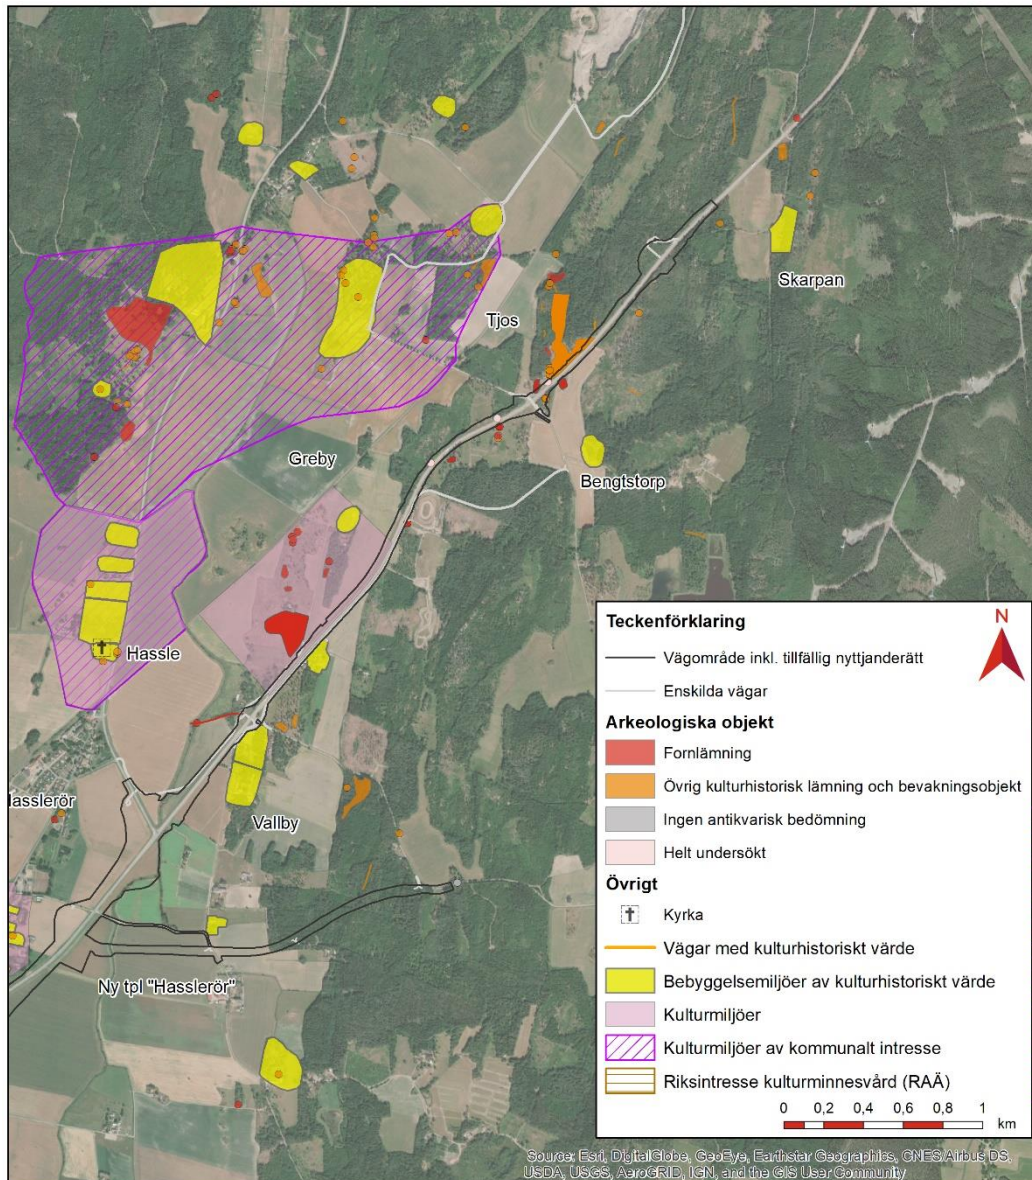 Skarpan
Tjos
Greby
Bengtstorp
Hassle
Hasslerör
Vallby
Ny tpl "Hasslerör"
Teckenförklaring
N
Vägområde inkl. tillfällig nyttjanderätt
Enskilda vägar
Arkeologiska objekt
Fornlämning
Övrig kulturhistorisk lämning och bevakningsobjekt
Ingen antikvarisk bedömning
Helt undersökt
Övrigt
Kyrka
Vägar med kulturhistoriskt värde
Bebyggelsemiljöer av kulturhistoriskt värde
Kulturmiljöer
Kulturmiljöer av kommunalt intresse
Riksintresse kulturminnesvård (RAÄ)
0 0,2 0,4 0,6 0,8 1
km
Source: Esri, DigitalGlobe, GeoEye, Earthstar Geographics, CNES/Airbus DS,
USDA, USGS, AeroGRID, IGN, and the GIS User Community